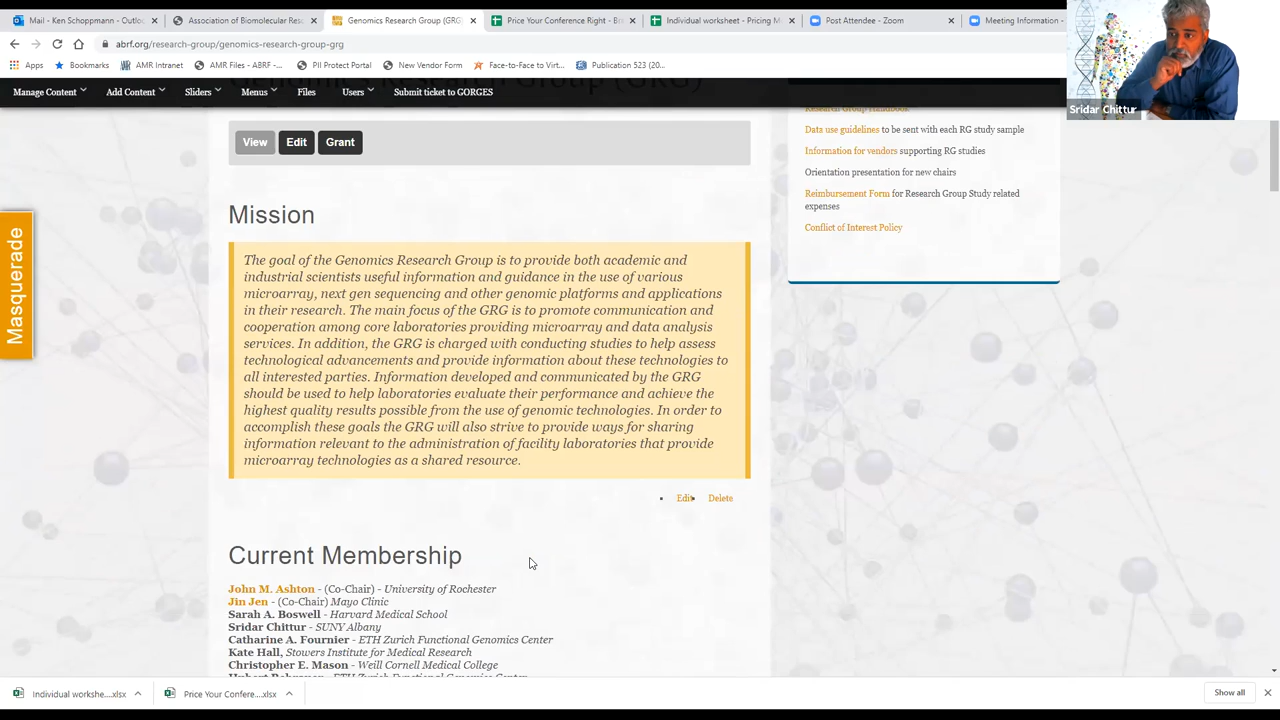 Mail - Ken Schoppmann - Outloo
Association of Biomolecular Res
Genomics Research Group (GRG)
Price Your Conference Right - Br
Individual worksheet - Pricing M
Post Attendee - Zoom
Meeting Information -
abrf.org/research-group/genomics-research-group-grg
Apps
Bookmarks
AMR Intranet
AMR Files - ABRF -...
PII Protect Portal
New Vendor Form
Face-to-Face to Virt...
Publication 523 (20...
Sridar Chittur
Manage Content
Add Content
Sliders
Menus
Files
Users
Submit ticket to GORGES
Research Group Handbook
Data use guidelines to be sent with each RG study sample
Information for vendors supporting RG studies
Orientation presentation for new chairs
Reimbursement Form for Research Group Study related
expenses
Conflict of Interest Policy
View
Edit
Grant
Masquerade
Mission
The goal of the Genomics Research Group is to provide both academic and
industrial scientists useful information and guidance in the use of various
microarray, next gen sequencing and other genomic platforms and applications
in their research. The main focus of the GRG is to promote communication and
cooperation among core laboratories providing microarray and data analysis
services. In addition, the GRG is charged with conducting studies to help assess
technological advancements and provide information about these technologies to
all interested parties. Information developed and communicated by the GRG
should be used to help laboratories evaluate their performance and achieve the
highest quality results possible from the use of genomic technologies. In order to
accomplish these goals the GRG will also strive to provide ways for sharing
information relevant to the administration of facility laboratories that provide
microarray technologies as a shared resource.
Edit
Delete
Current Membership
John M. Ashton - (Co-Chair) - University of Rochester
Jin Jen - (Co-Chair) Mayo Clinic
Sarah A. Boswell - Harvard Medical School
Sridar Chittur - SUNY Albany
Catharine A. Fournier - ETH Zurich Functional Genomics Center
Kate Hall, Stowers Institute for Medical Research
Christopher E. Mason - Weill Cornell Medical College
Individual workshe....xlsx
Price Your Confere....xlsx
Show all